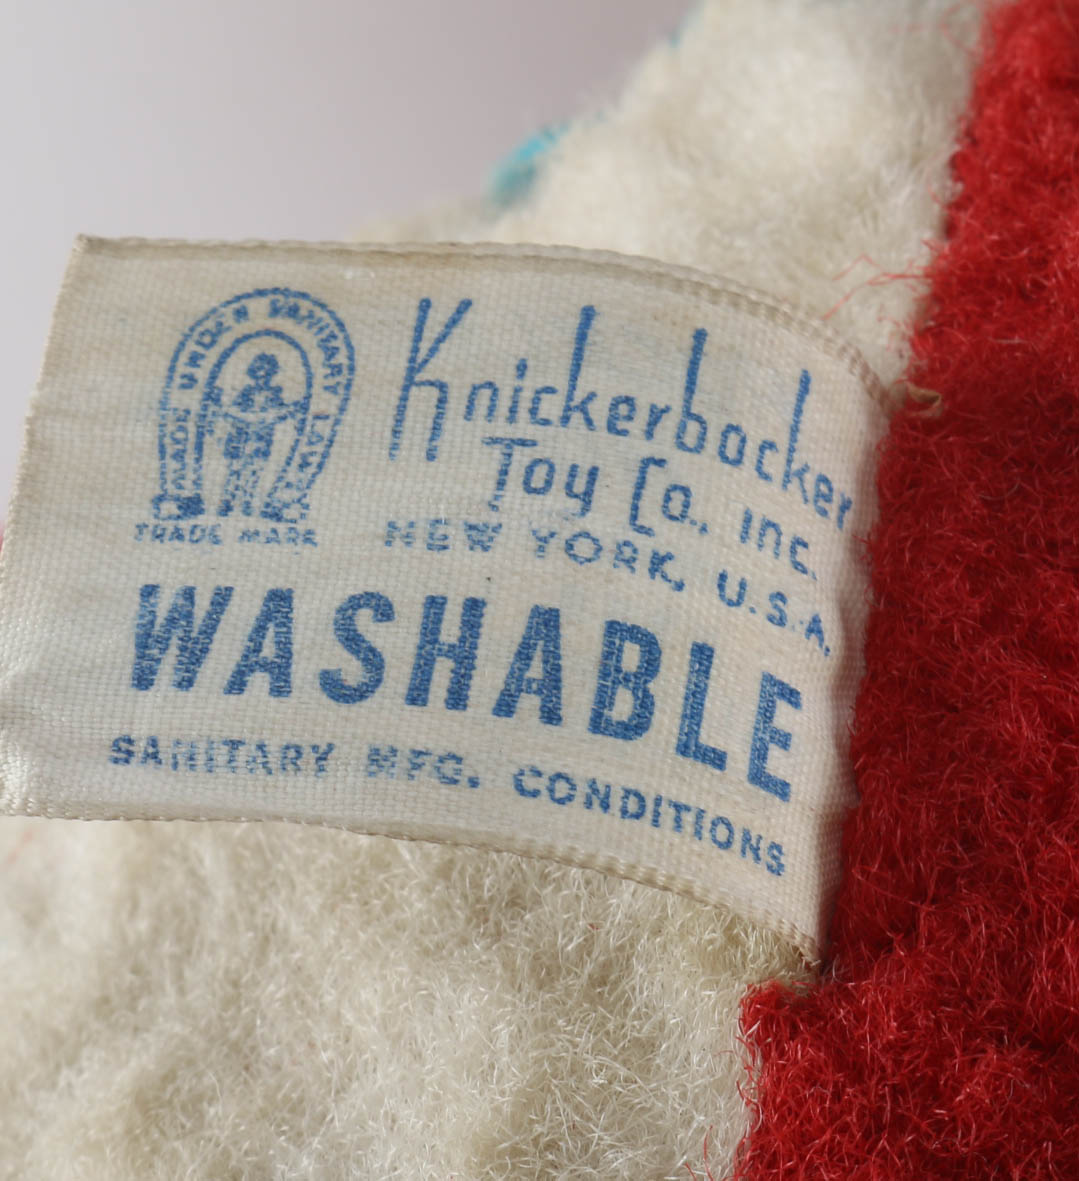 MADE UNDER SANITARY LAWS
TRADE MARK
Knickerbocker
Toy Co., Inc.
NEW YORK, U.S.A.
WASHABLE
SANITARY MFG. CONDITIONS